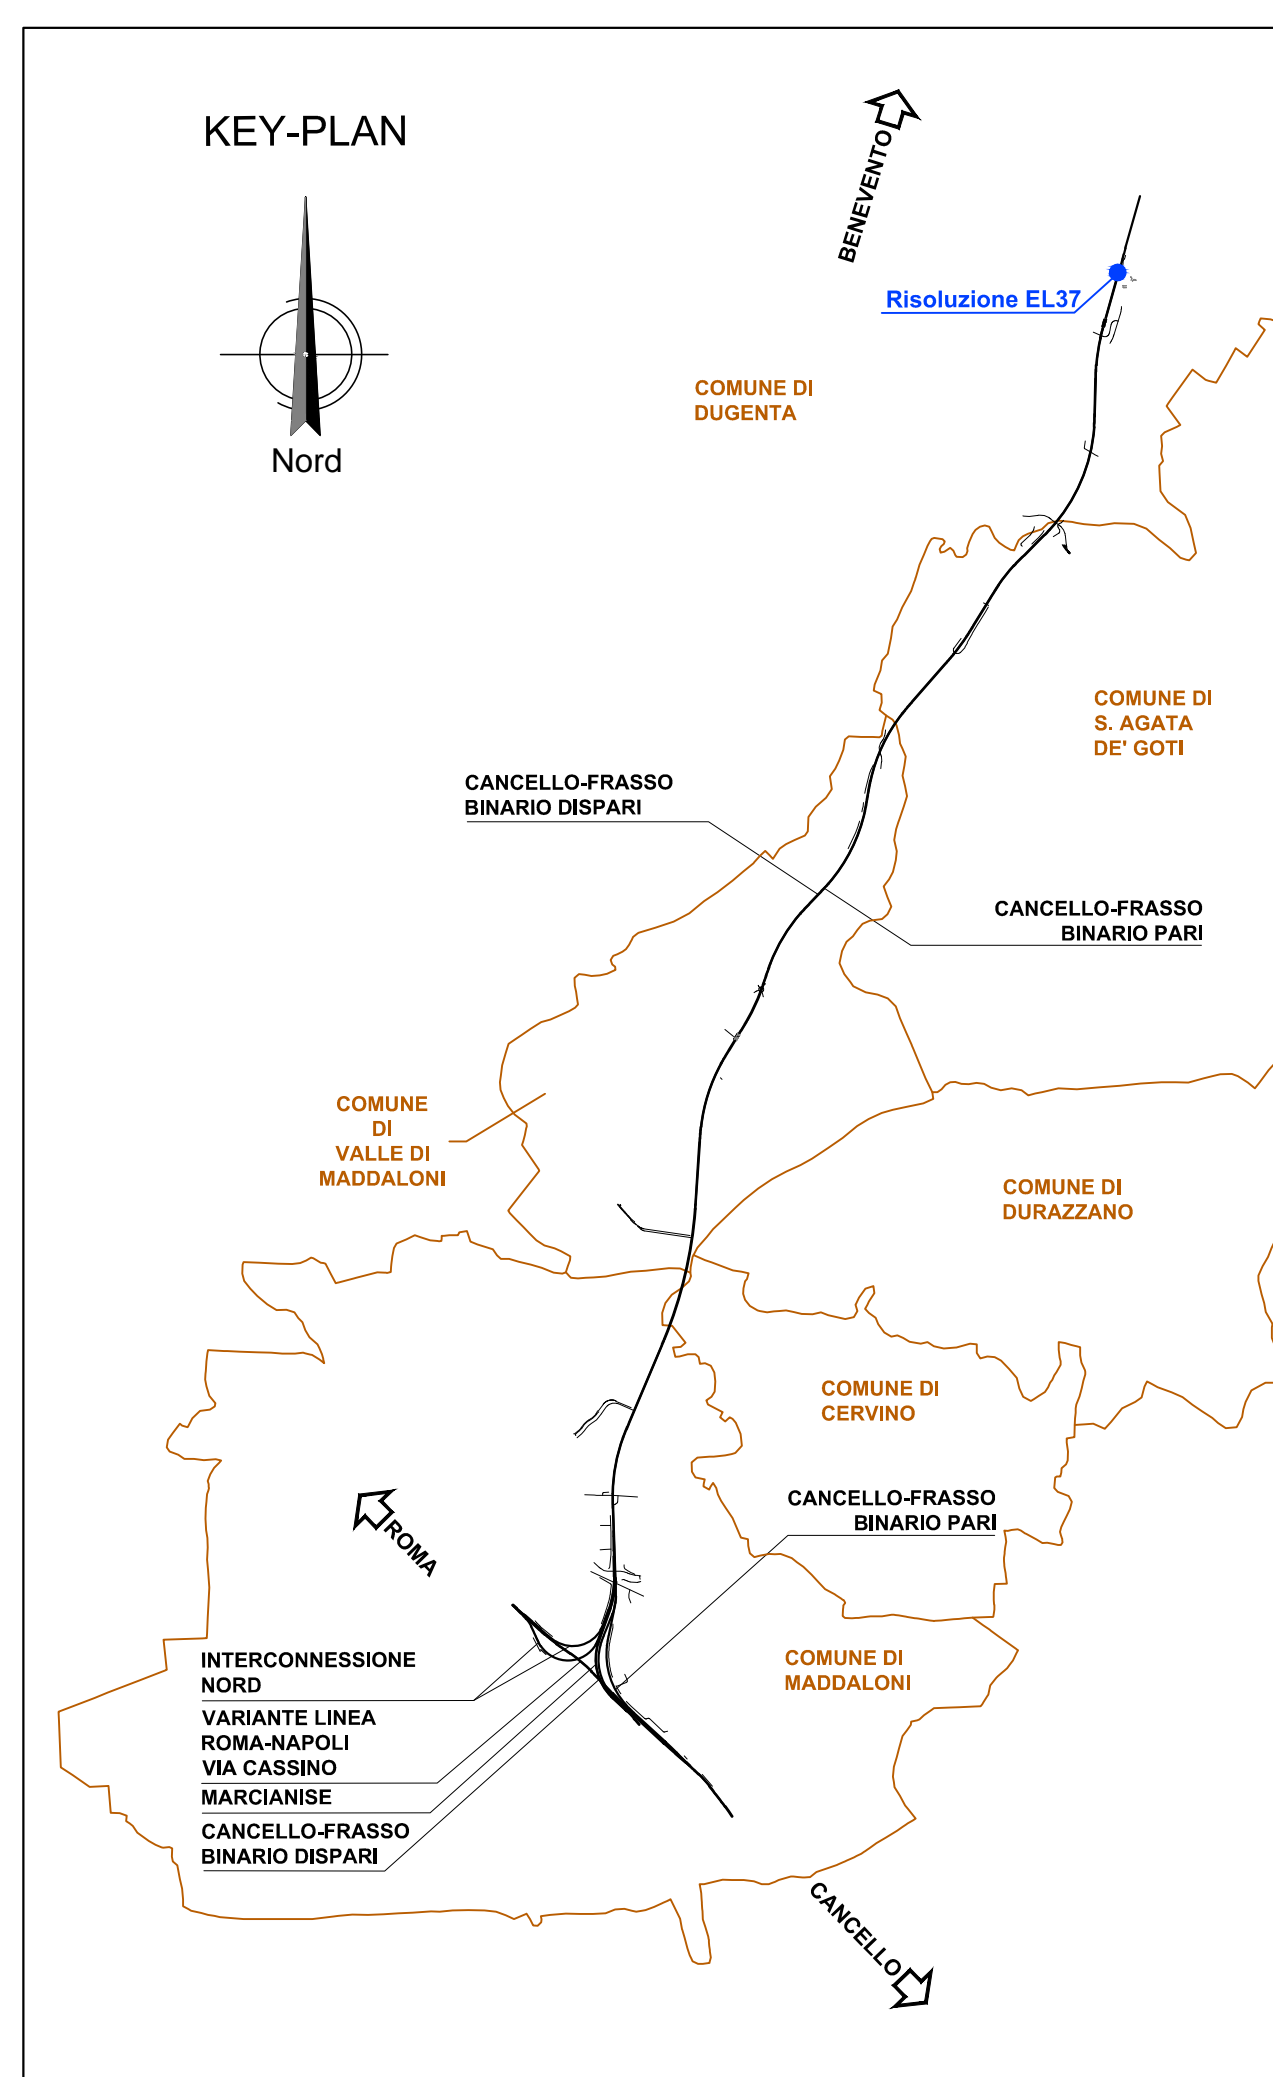 KEY-PLAN
BENEVENTO
Risoluzione EL37
COMUNE DI
DUGENTA
Nord
COMUNE DI
S. AGATA
DE' GOTI
CANCELLO-FRASSO
BINARIO DISPARI
CANCELLO-FRASSO
BINARIO PARI
COMUNE
DI
VALLE DI
MADDALONI
COMUNE DI
DURAZZANO
COMUNE DI
CERVINO
CANCELLO-FRASSO
BINARIO PARI
ROMA
INTERCONNESSIONE
NORD
COMUNE DI
MADDALONI
VARIANTE LINEA
ROMA-NAPOLI
VIA CASSINO
MARCIANISE
CANCELLO-FRASSO
BINARIO DISPARI
CANCELLO